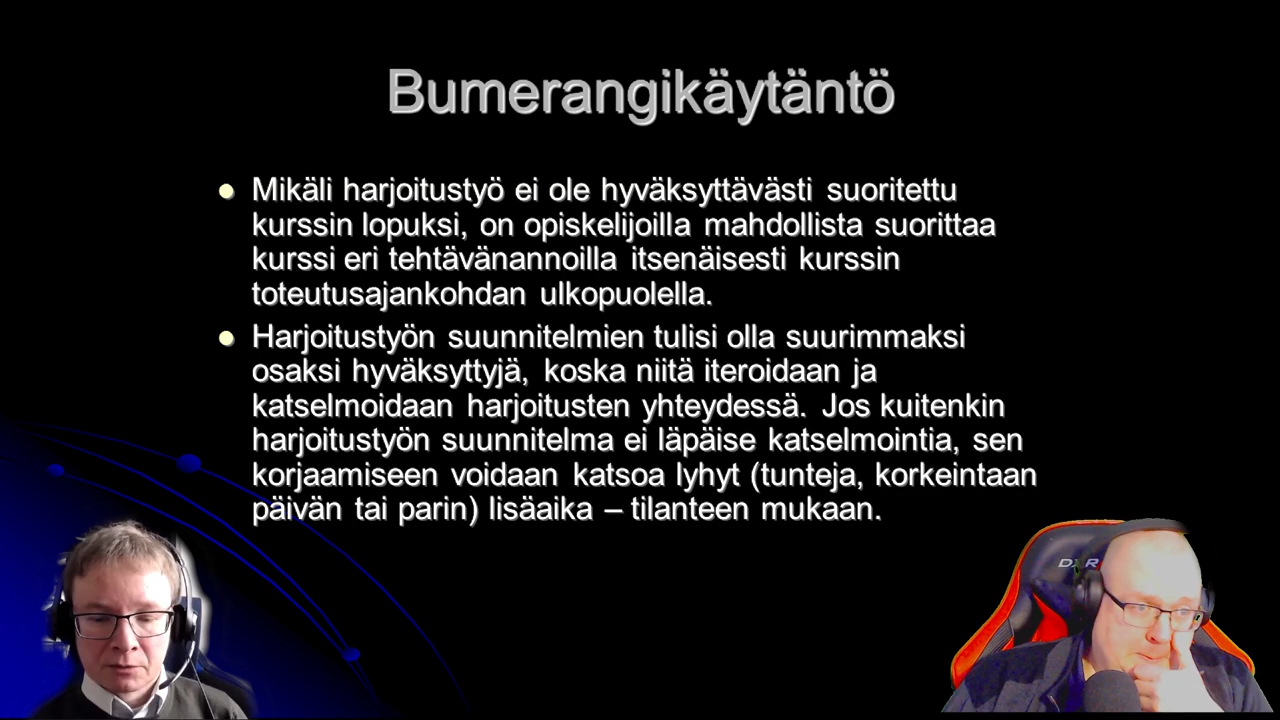 Bumerangikäytäntö
Mikäli harjoitustyö ei ole hyväksyttävästi suoritettu
kurssin lopuksi, on opiskelijoilla mahdollista suorittaa
kurssi eri tehtävänannoilla itsenäisesti kurssin
toteutusajankohdan ulkopuolella.
Harjoitustyön suunnitelmien tulisi olla suurimmaksi
osaksi hyväksyttyjä, koska niitä iteroidaan ja
katselmoidaan harjoitusten yhteydessä. Jos kuitenkin
harjoitustyön suunnitelma ei läpäise katselmointia, sen
korjaamiseen voidaan katsoa lyhyt (tunteja, korkeintaan
päivän tai parin) lisäaika – tilanteen mukaan.